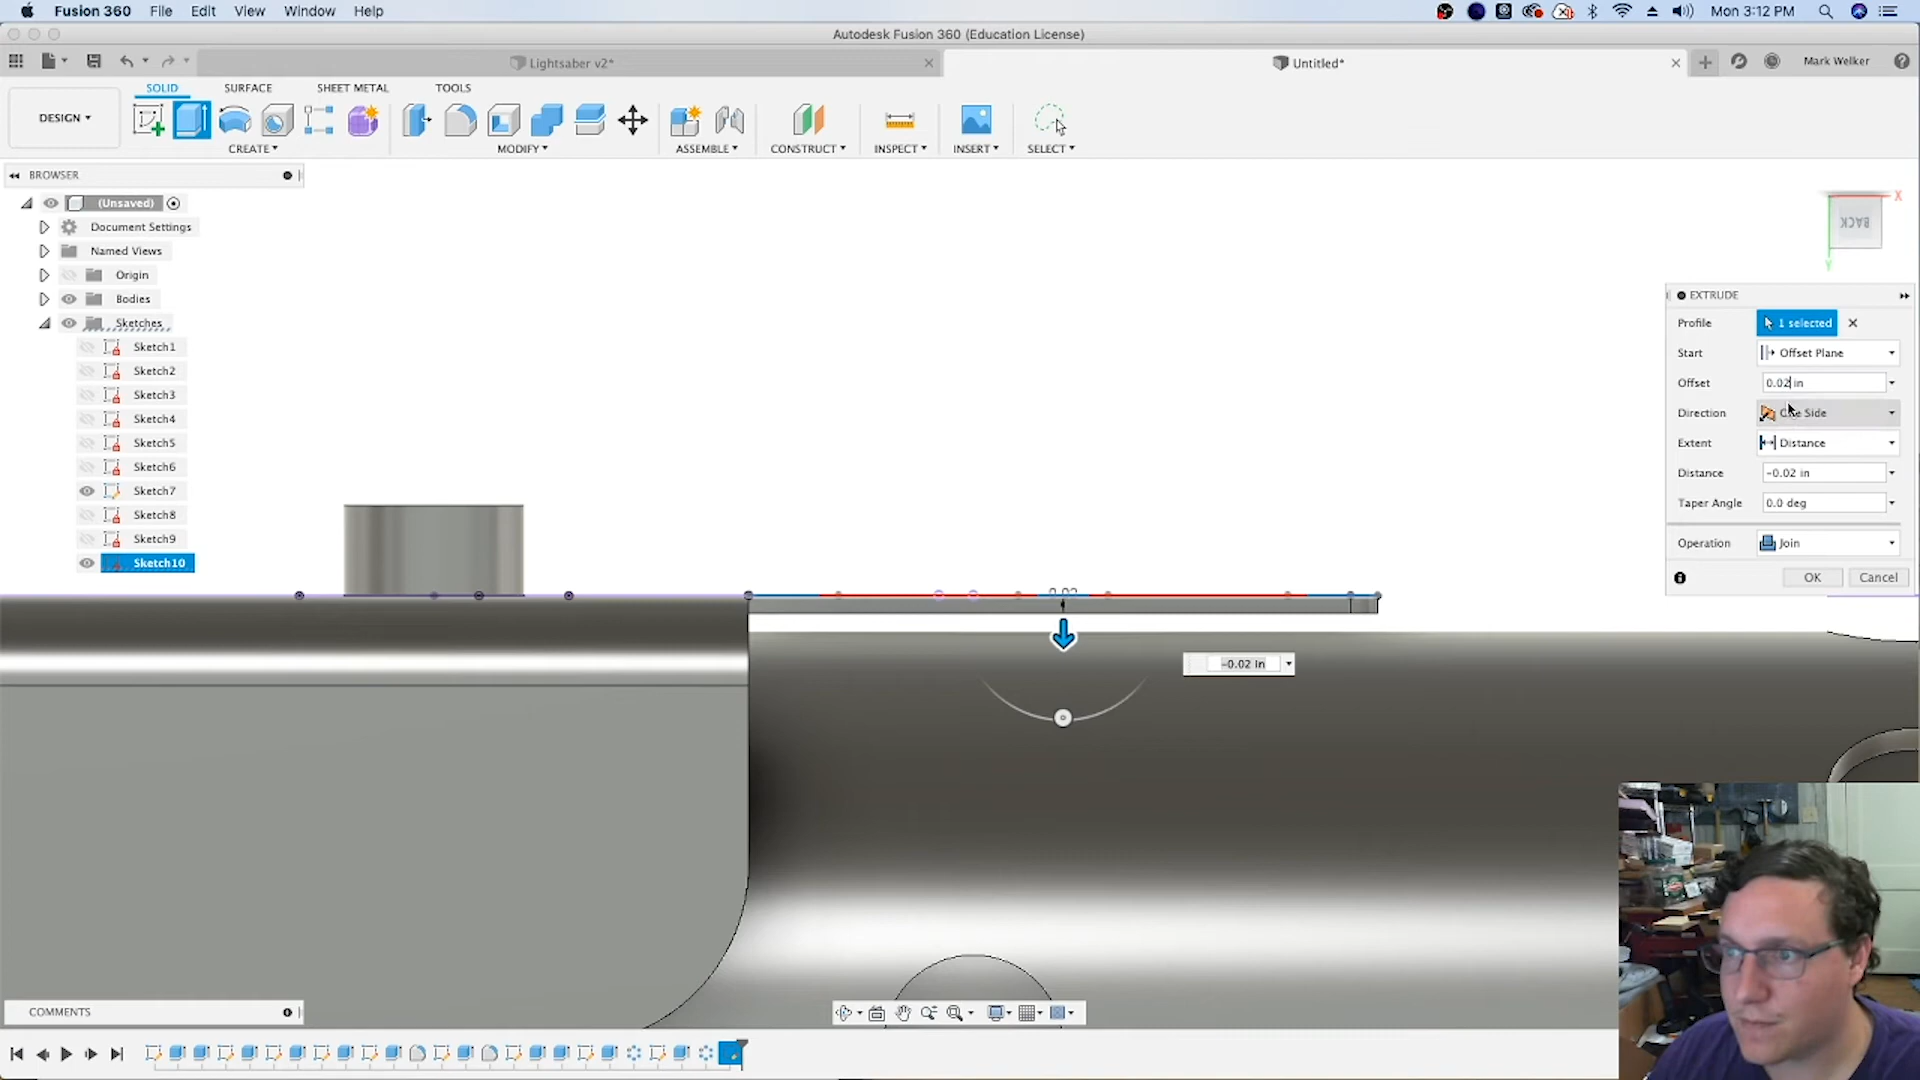 Fusion 360 File Edit View Window Help Mon 3:12 PM
Autodesk Fusion 360 (Education License)
Lightsaber v2* Untitled* Mark Welker
SOLID SURFACE SHEET METAL TOOLS
DESIGN
CREATE MODIFY ASSEMBLE CONSTRUCT INSPECT INSERT SELECT
BROWSER
(Unsaved)
Document Settings
Named Views
Origin
Bodies
Sketches
Sketch1
Sketch2
Sketch3
Sketch4
Sketch5
Sketch6
Sketch7
Sketch8
Sketch9
Sketch10
X
BACK
Y
EXTRUDE
Profile 1 selected
Start Offset Plane
Offset 0.02 in
Direction One Side
Extent Distance
Distance -0.02 in
Taper Angle 0.0 deg
Operation Join
OK Cancel
-0.02 in
COMMENTS